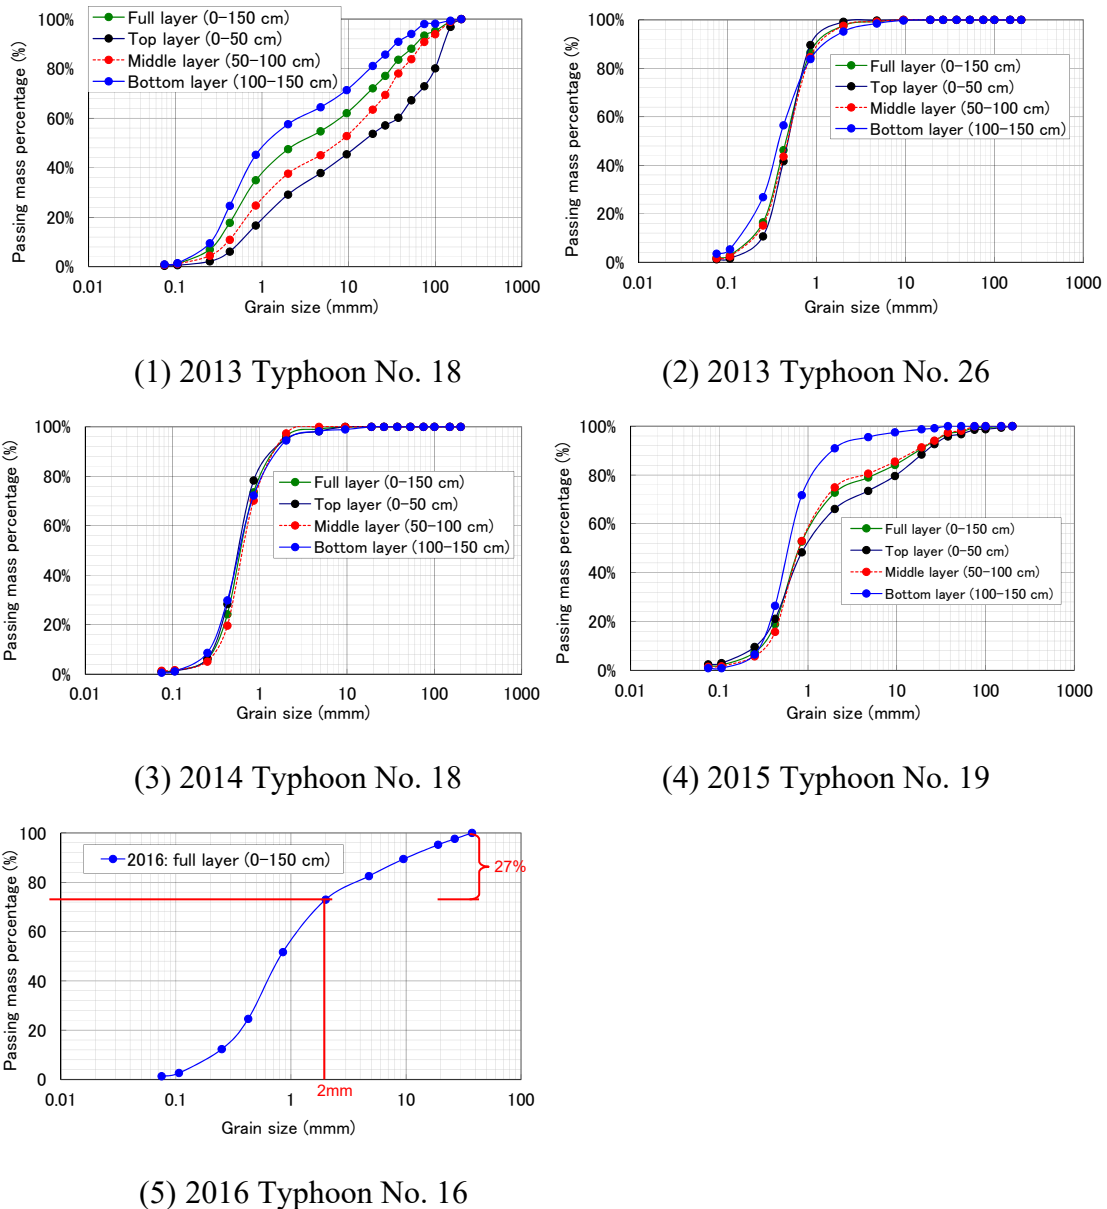 Full layer (0-150 cm)
Top layer (0-50 cm)
Middle layer (50-100 cm)
Bottom layer (100-150 cm)
Passing mass percentage (%)
100%
80%
60%
40%
20%
0%
0.01 0.1 1 10 100 1000
Grain size (mmm)
(1) 2013 Typhoon No. 18
Full layer (0-150 cm)
Top layer (0-50 cm)
Middle layer (50-100 cm)
Bottom layer (100-150 cm)
Passing mass percentage (%)
100%
80%
60%
40%
20%
0%
0.01 0.1 1 10 100 1000
Grain size (mmm)
(2) 2013 Typhoon No. 26
Full layer (0-150 cm)
Top layer (0-50 cm)
Middle layer (50-100 cm)
Bottom layer (100-150 cm)
Passing mass percentage (%)
100%
80%
60%
40%
20%
0%
0.01 0.1 1 10 100 1000
Grain size (mmm)
(3) 2014 Typhoon No. 18
Full layer (0-150 cm)
Top layer (0-50 cm)
Middle layer (50-100 cm)
Bottom layer (100-150 cm)
Passing mass percentage (%)
100%
80%
60%
40%
20%
0%
0.01 0.1 1 10 100 1000
Grain size (mmm)
(4) 2015 Typhoon No. 19
2016: full layer (0-150 cm)
27%
Passing mass percentage (%)
100
80
60
40
20
0
2mm
0.01 0.1 1 10 100
Grain size (mmm)
(5) 2016 Typhoon No. 16